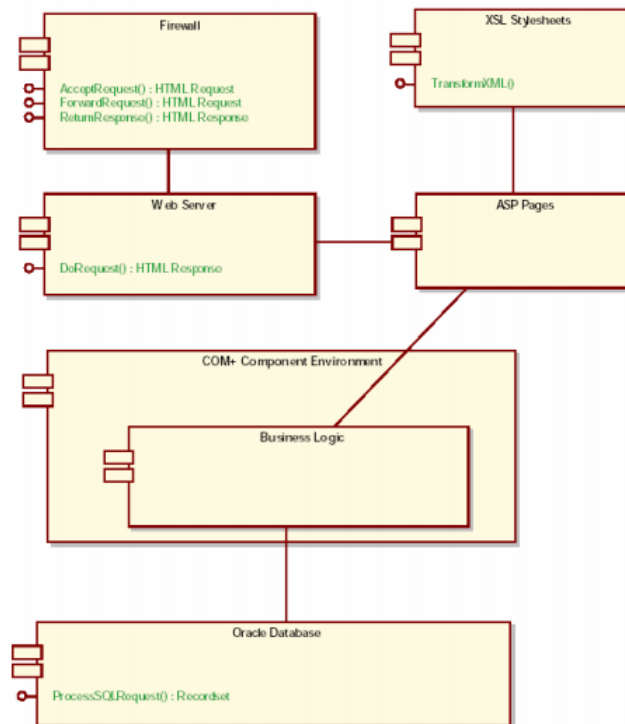 Firewall
AcceptRequest() : HTML Request
ForwardRequest() : HTML Request
ReturnResponse() : HTML Response
XSL Stylesheets
TransformXML()
Web Server
DoRequest() : HTML Response
ASP Pages
COM+ Component Environment
Business Logic
Oracle Database
ProcessSQLRequest() : Recordset